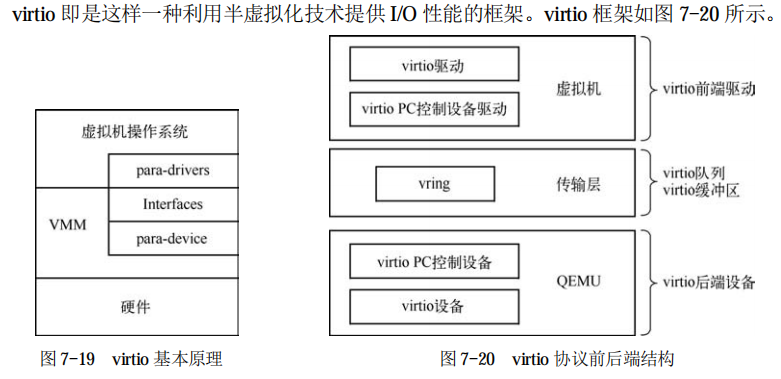 virtio 即是这样一种利用半虚拟化技术提供 I/O 性能的框架。virtio 框架如图 7-20 所示。
虚拟机操作系统
para-drivers
VMM
Interfaces
para-device
硬件
图 7-19 virtio 基本原理
virtio驱动
virtio PC控制设备驱动
虚拟机
virtio前端驱动
vring
传输层
virtio队列
virtio缓冲区
virtio PC控制设备
virtio设备
QEMU
virtio后端设备
图 7-20 virtio 协议前后端结构